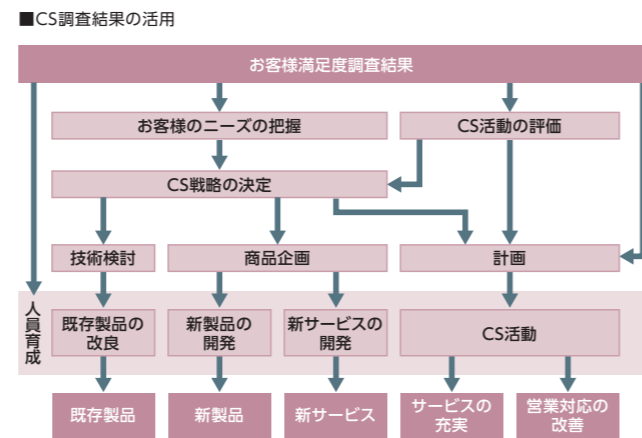 ■CS調査結果の活用
お客様満足度調査結果
お客様のニーズの把握
CS活動の評価
CS戦略の決定
技術検討
商品企画
計画
人員育成
既存製品の
改良
新製品の
開発
新サービスの
開発
CS活動
既存製品
新製品
新サービス
サービスの
充実
営業対応の
改善